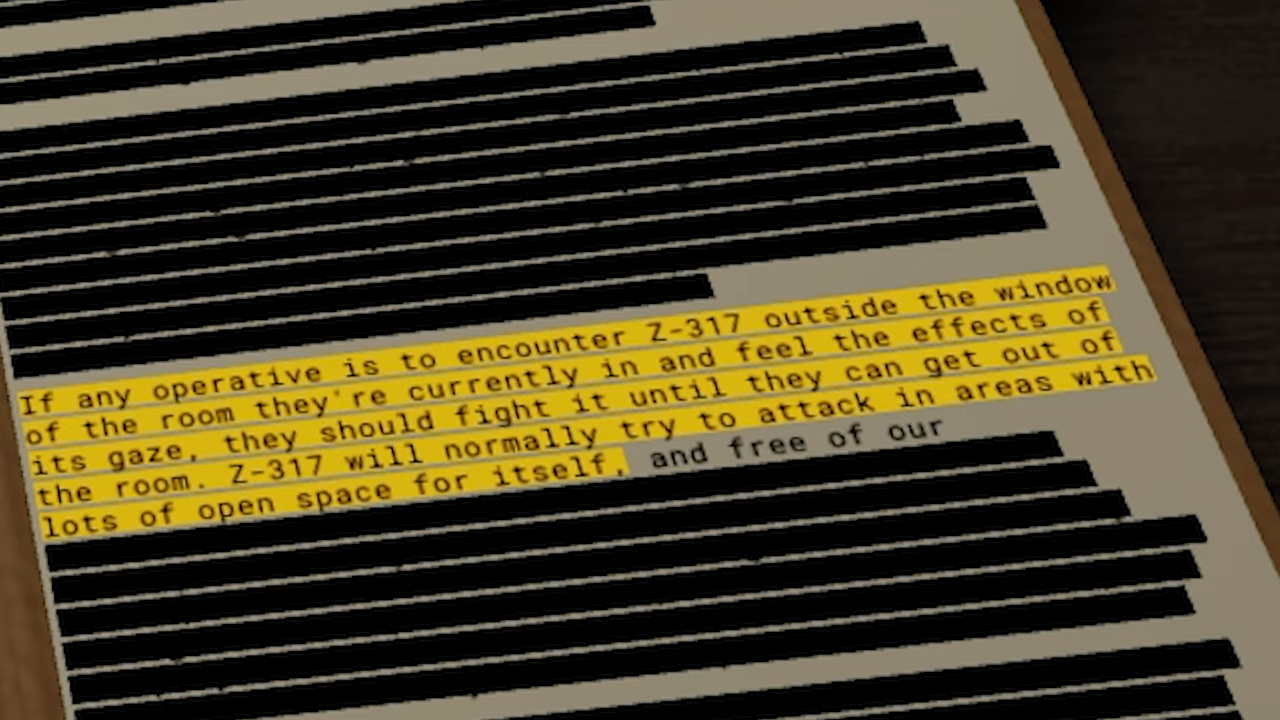 If any operative is to encounter Z-317 outside the window
of the room they're currently in and feel the effects of
its gaze, they should fight it until they can get out of
the room. Z-317 will normally try to attack in areas with
lots of open space for itself, and free of our